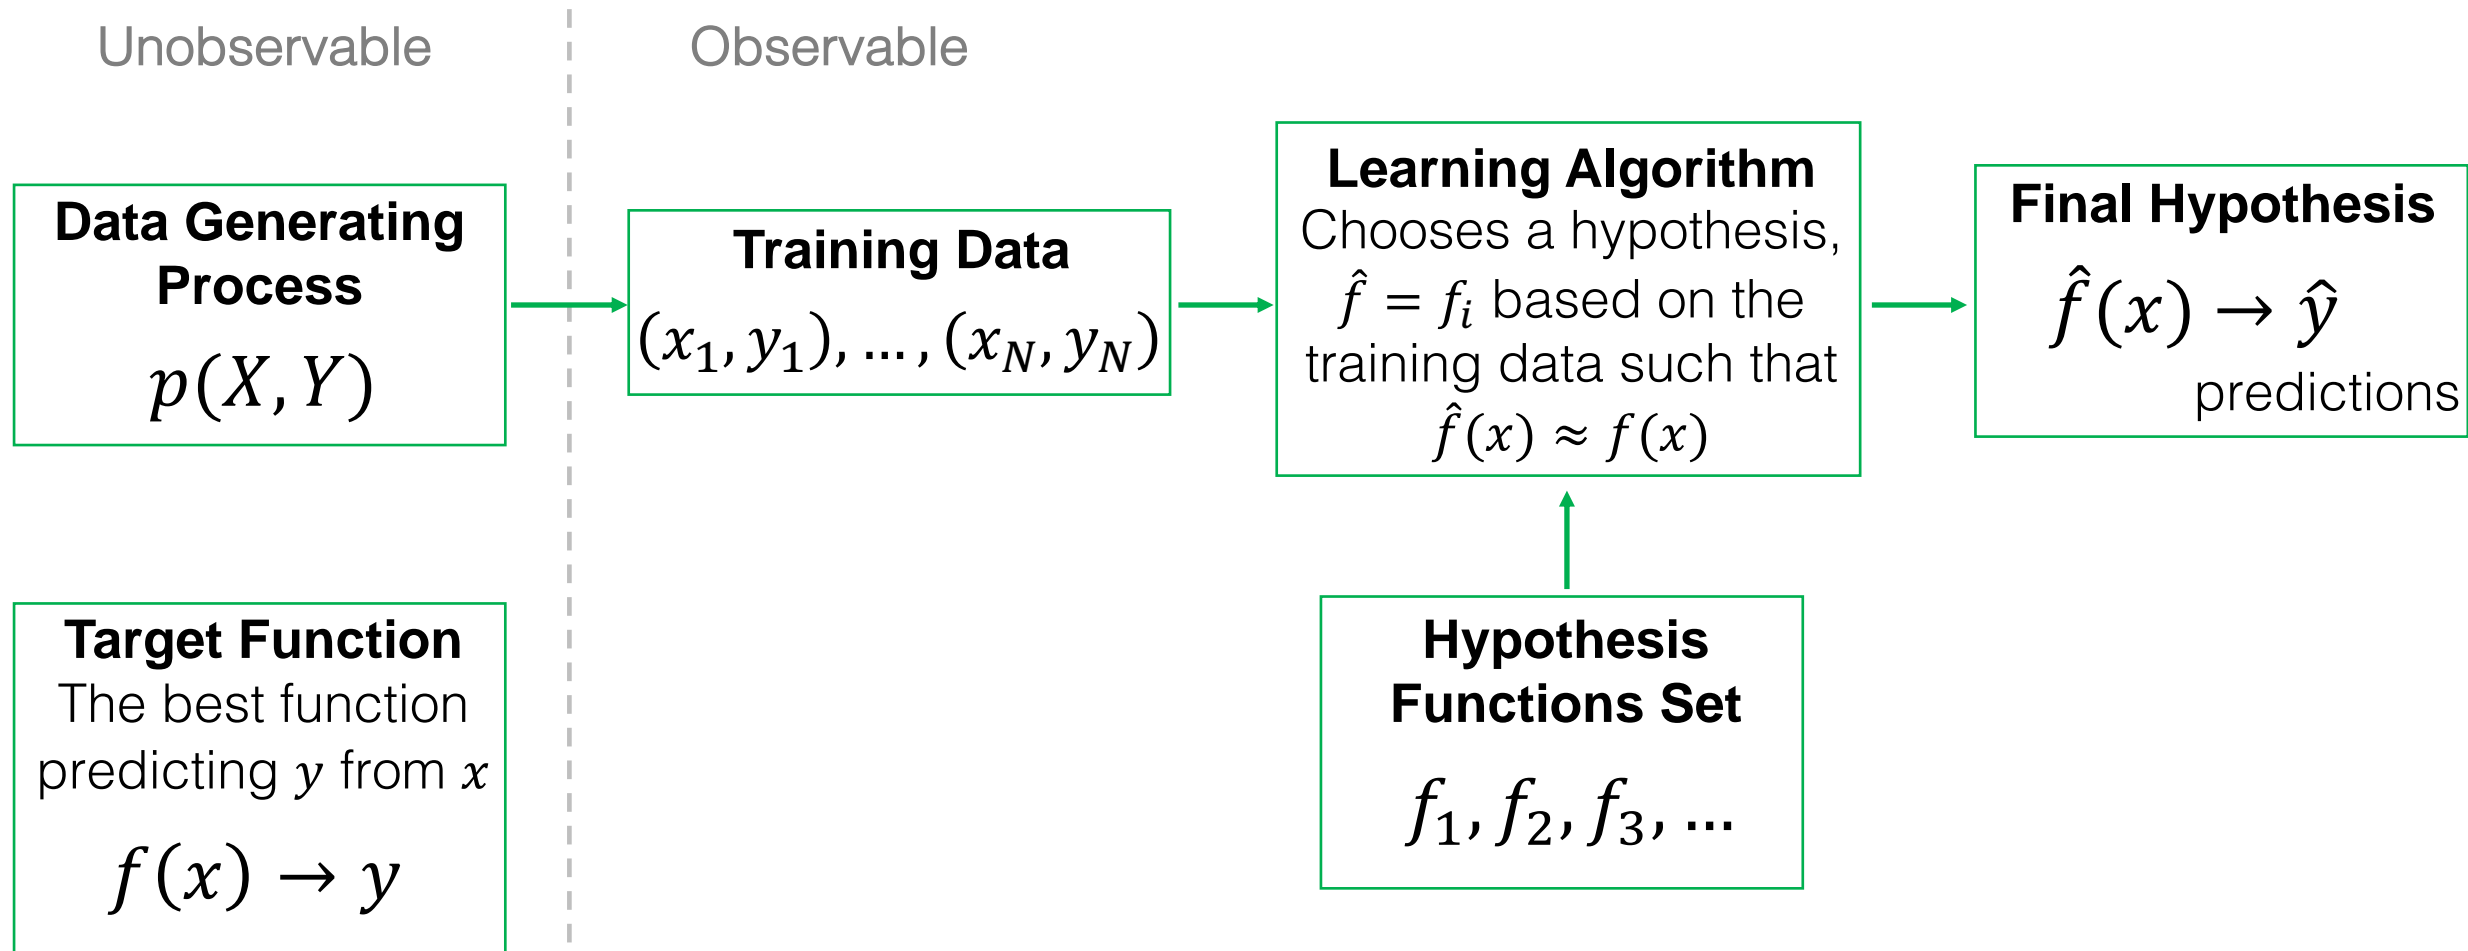 Unobservable
Observable
Data Generating
Process
p(X, Y)
Training Data
(x₁, y₁), … , (x_N, y_N)
Learning Algorithm
Chooses a hypothesis,
f̂ = fᵢ based on the
training data such that
f̂(x) ≈ f(x)
Final Hypothesis
f̂(x) → ŷ
predictions
Target Function
The best function
predicting y from x
f(x) → y
Hypothesis
Functions Set
f₁, f₂, f₃, …